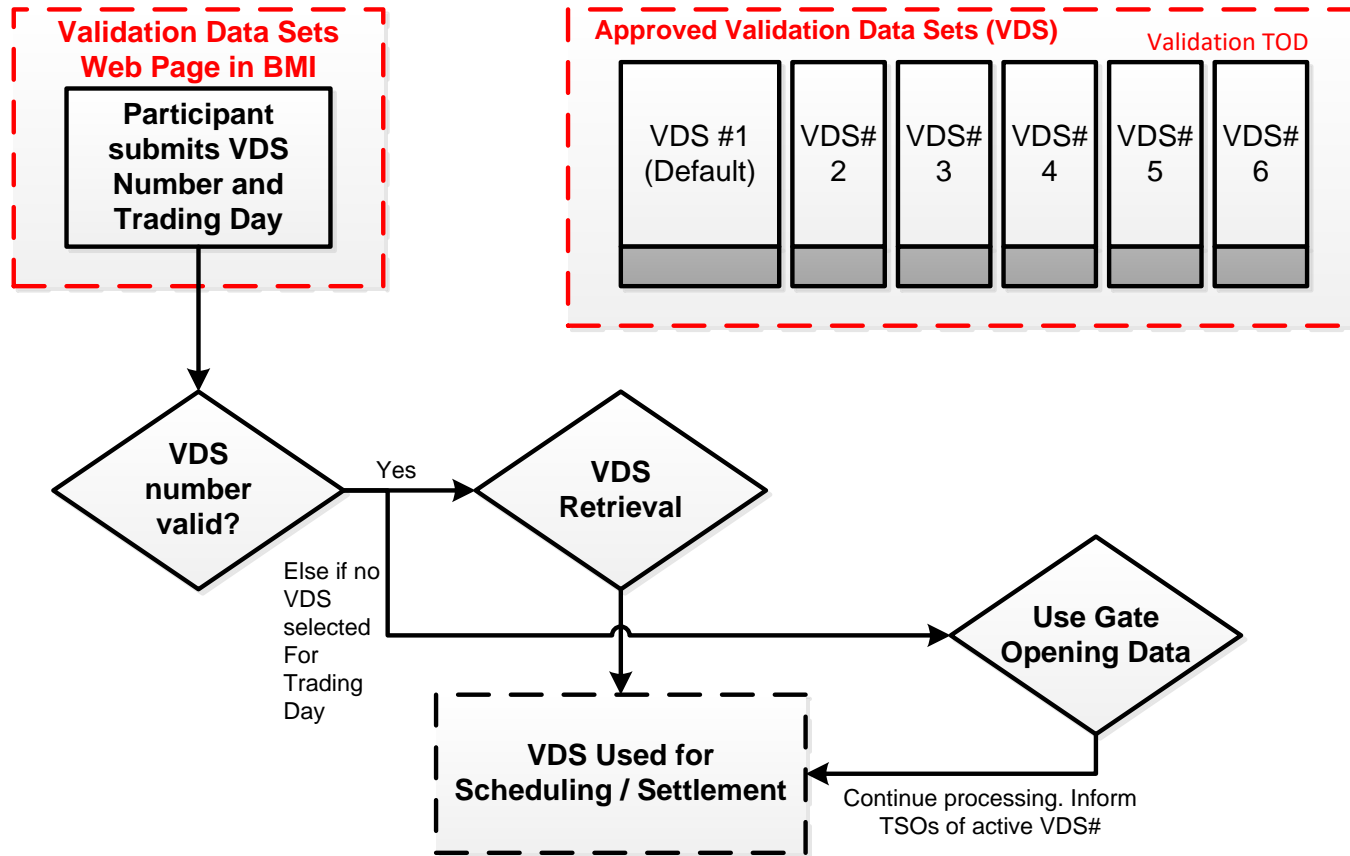 Validation Data Sets
Web Page in BMI
Participant
submits VDS
Number and
Trading Day
Approved Validation Data Sets (VDS)
Validation TOD
VDS #1
(Default)
VDS#
2
VDS#
3
VDS#
4
VDS#
5
VDS#
6
VDS
number
valid?
Yes
VDS
Retrieval
Else if no
VDS
selected
For
Trading
Day
Use Gate
Opening Data
VDS Used for
Scheduling / Settlement
Continue processing. Inform
TSOs of active VDS#